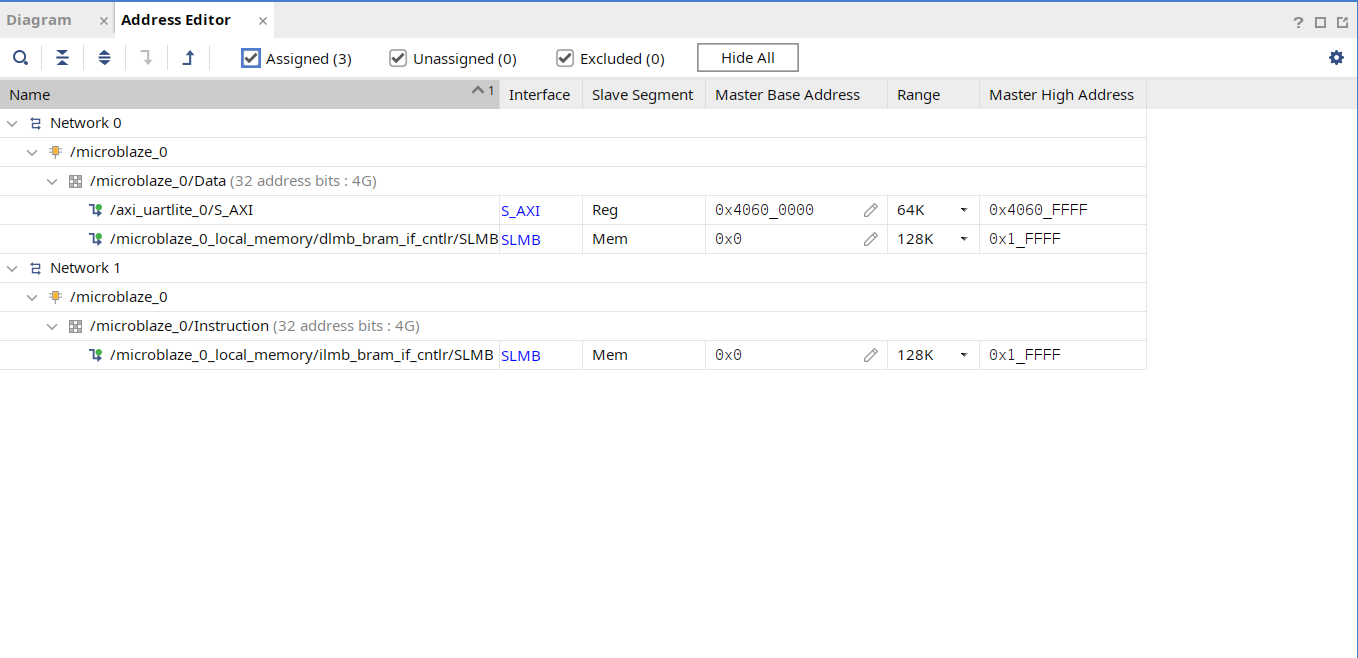 Diagram × Address Editor × ?
Assigned (3) Unassigned (0) Excluded (0) Hide All
Name 1 Interface Slave Segment Master Base Address Range Master High Address
Network 0
/microblaze_0
/microblaze_0/Data (32 address bits : 4G)
/axi_uartlite_0/S_AXI S_AXI Reg 0x4060_0000 64K 0x4060_FFFF
/microblaze_0_local_memory/dlmb_bram_if_cntlr/SLMB SLMB Mem 0x0 128K 0x1_FFFF
Network 1
/microblaze_0
/microblaze_0/Instruction (32 address bits : 4G)
/microblaze_0_local_memory/ilmb_bram_if_cntlr/SLMB SLMB Mem 0x0 128K 0x1_FFFF